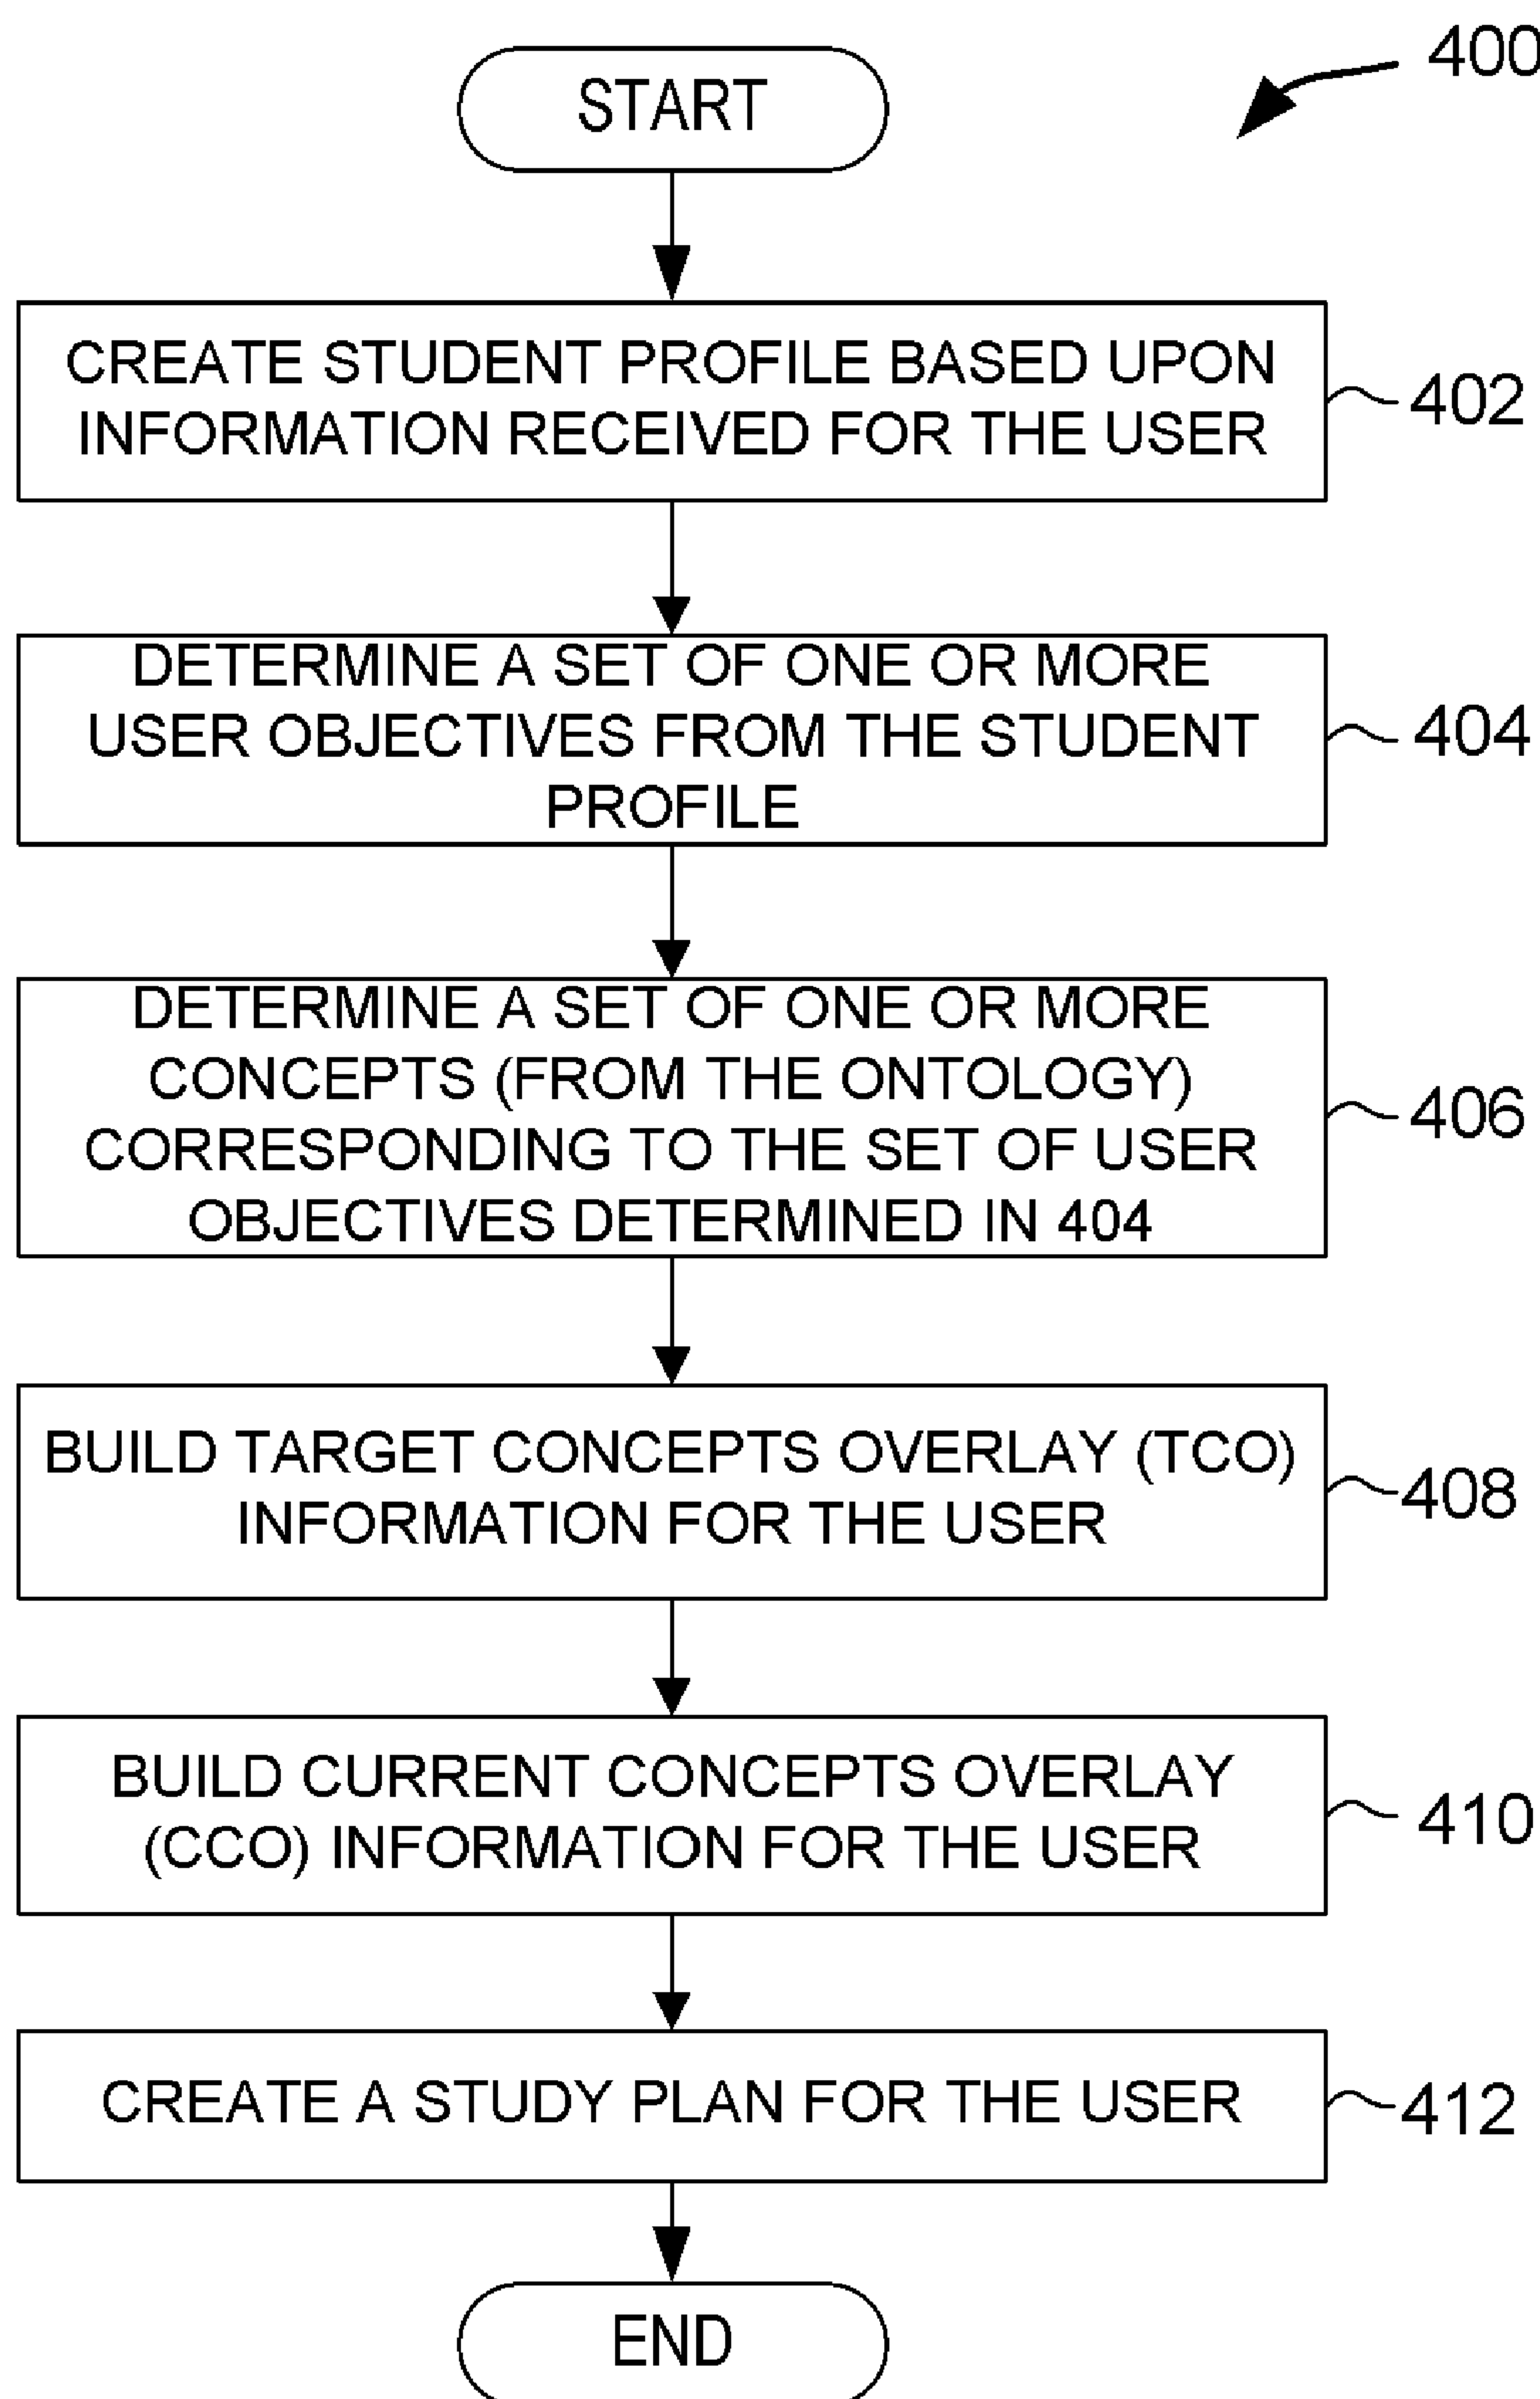 400
START
CREATE STUDENT PROFILE BASED UPON
INFORMATION RECEIVED FOR THE USER
402
DETERMINE A SET OF ONE OR MORE
USER OBJECTIVES FROM THE STUDENT
PROFILE
404
DETERMINE A SET OF ONE OR MORE
CONCEPTS (FROM THE ONTOLOGY)
CORRESPONDING TO THE SET OF USER
OBJECTIVES DETERMINED IN 404
406
BUILD TARGET CONCEPTS OVERLAY (TCO)
INFORMATION FOR THE USER
408
BUILD CURRENT CONCEPTS OVERLAY
(CCO) INFORMATION FOR THE USER
410
CREATE A STUDY PLAN FOR THE USER
412
END